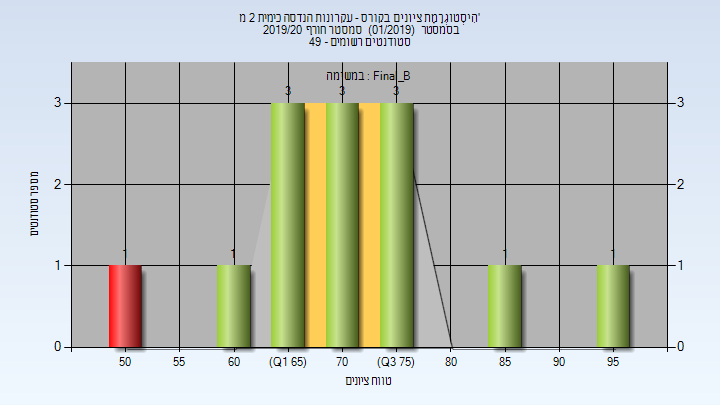 היסטוגרמת ציונים בקורס - עקרונות הנדסה כימית 2 מ'
בסמסטר (01/2019) סמסטר חורף 2019/20
סטודנטים רשומים - 49
במשימה : Final_B
3 3 3
1 1 1 1
3 2 1 0
מספר סטודנטים
3 2 1 0
50 55 60 (Q1 65) 70 (Q3 75) 80 85 90 95
טווח ציונים